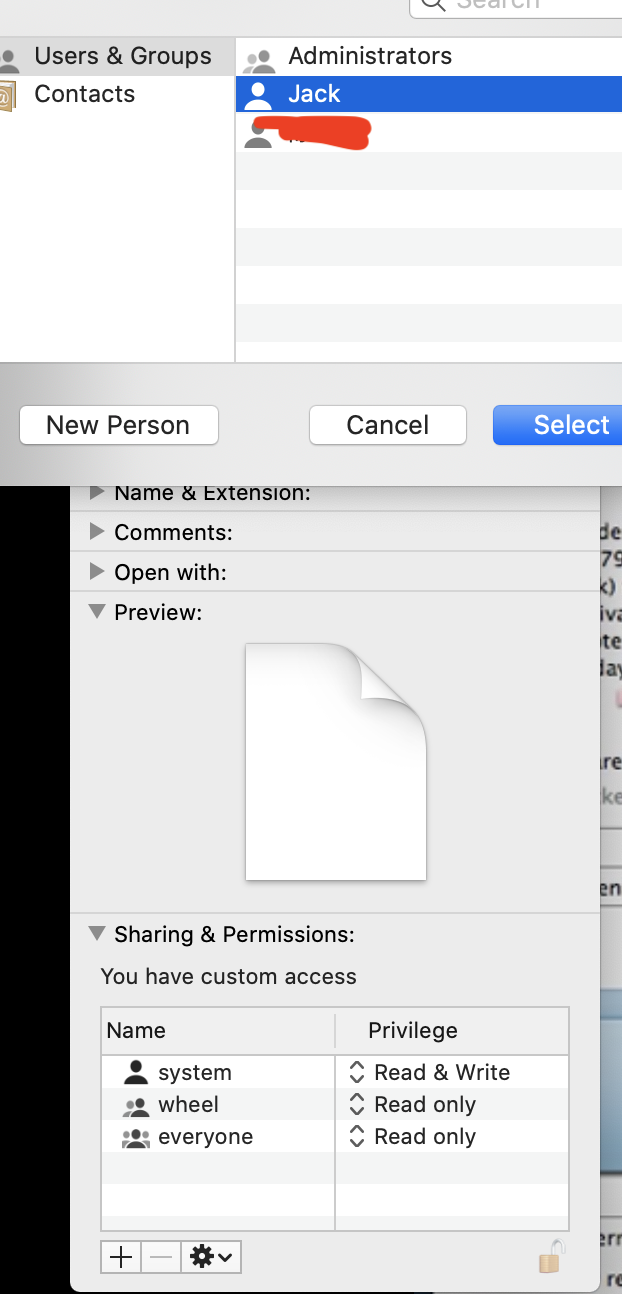 Search
Users & Groups
Contacts
Administrators
Jack
New Person
Cancel
Select
Name & Extension:
Comments:
Open with:
Preview:
Sharing & Permissions:
You have custom access
Name Privilege
system Read & Write
wheel Read only
everyone Read only